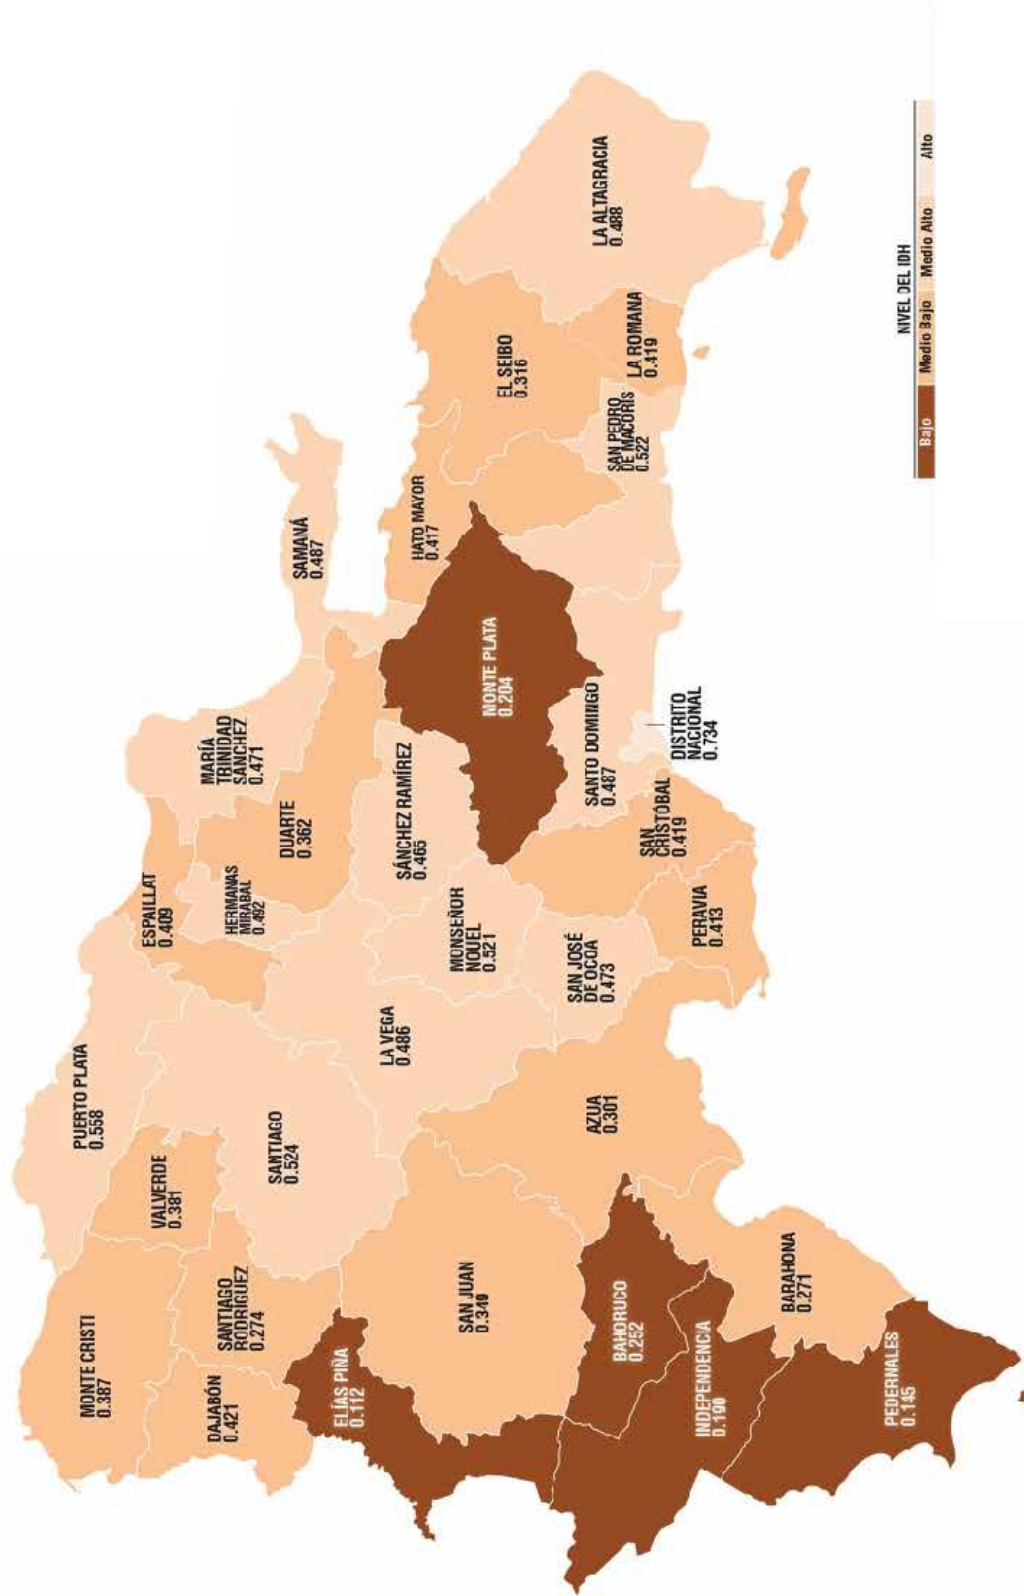 PUERTO PLATA
0.558
MONTE CRISTI
0.387
ESPAILLAT
0.409
VALVERDE
0.381
MARÍA
TRINIDAD
SÁNCHEZ
0.471
DAJABÓN
0.421
SANTIAGO
RODRÍGUEZ
0.274
HERMANAS
MIRABAL
0.492
SANTIAGO
0.524
DUARTE
0.362
SAMANÁ
0.487
ELÍAS PIÑA
0.112
LA VEGA
0.486
SÁNCHEZ RAMÍREZ
0.465
HATO MAYOR
0.417
MONSEÑOR
NOUEL
0.521
SAN JUAN
0.349
MONTE PLATA
0.204
EL SEIBO
0.316
SAN JOSÉ
DE OCOA
0.473
AZUA
0.301
SANTO DOMINGO
0.487
LA ALTAGRACIA
0.488
BAHORUCO
0.252
SAN PEDRO
DE MACORÍS
0.522
LA ROMANA
0.419
SAN
CRISTÓBAL
0.419
DISTRITO
NACIONAL
0.734
PERAVIA
0.413
INDEPENDENCIA
0.190
BARAHONA
0.271
PEDERNALES
0.145
NIVEL DEL IDH
Bajo Medio Bajo Medio Alto Alto